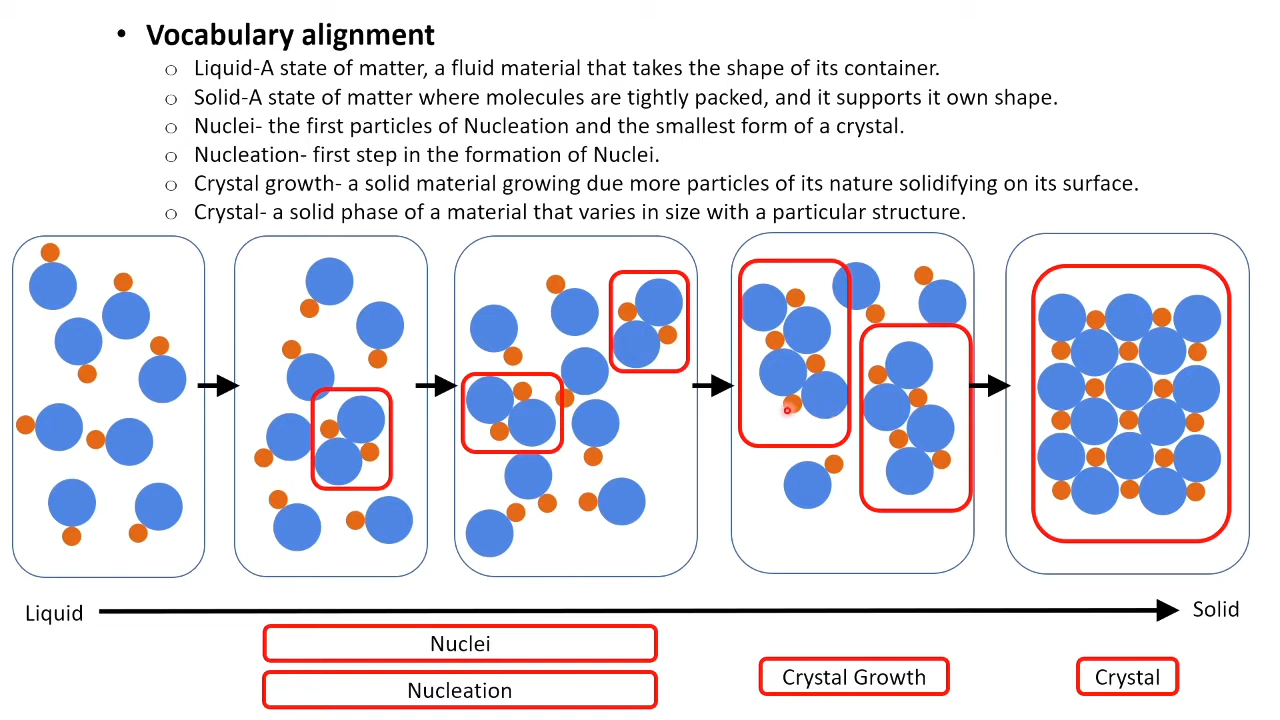 • Vocabulary alignment
○ Liquid-A state of matter, a fluid material that takes the shape of its container.
○ Solid-A state of matter where molecules are tightly packed, and it supports it own shape.
○ Nuclei- the first particles of Nucleation and the smallest form of a crystal.
○ Nucleation- first step in the formation of Nuclei.
○ Crystal growth- a solid material growing due more particles of its nature solidifying on its surface.
○ Crystal- a solid phase of a material that varies in size with a particular structure.
Liquid
Solid
Nuclei
Nucleation
Crystal Growth
Crystal